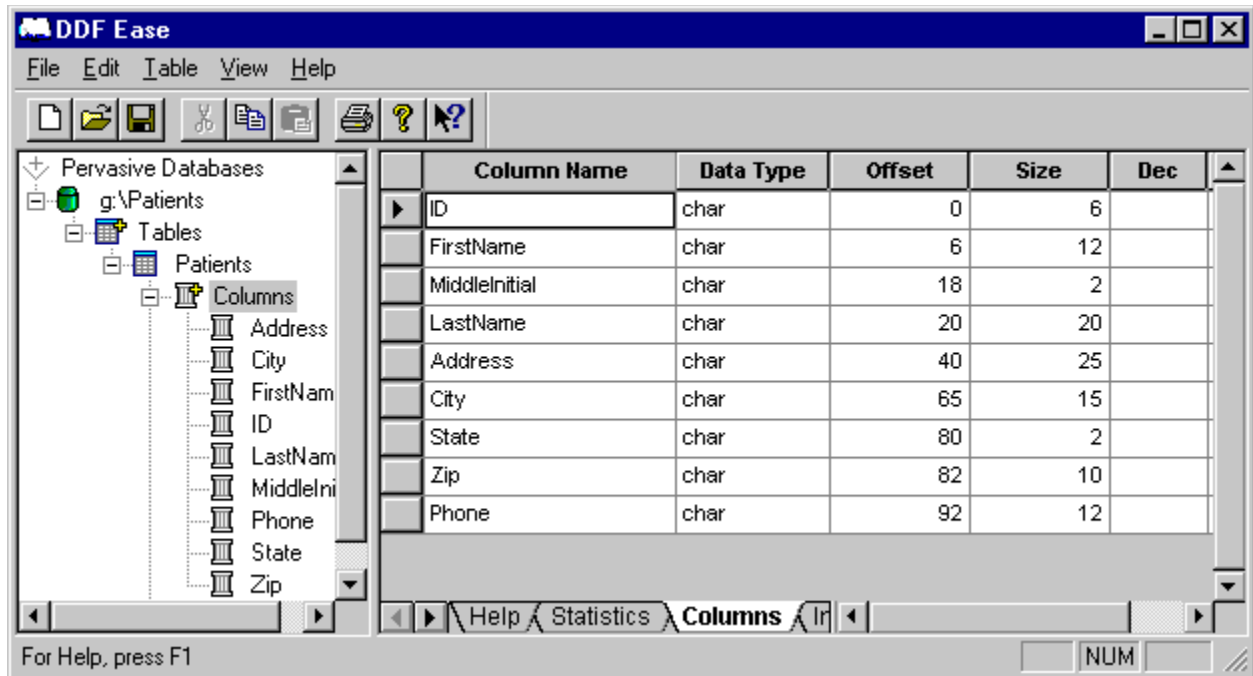 DDF Ease
File Edit Table View Help
Pervasive Databases
g:\Patients
Tables
Patients
Columns
Address
City
FirstNam
ID
LastNam
MiddleIni
Phone
State
Zip
Column Name Data Type Offset Size Dec
ID char 0 6
FirstName char 6 12
MiddleInitial char 18 2
LastName char 20 20
Address char 40 25
City char 65 15
State char 80 2
Zip char 82 10
Phone char 92 12
Help Statistics Columns In
For Help, press F1 NUM